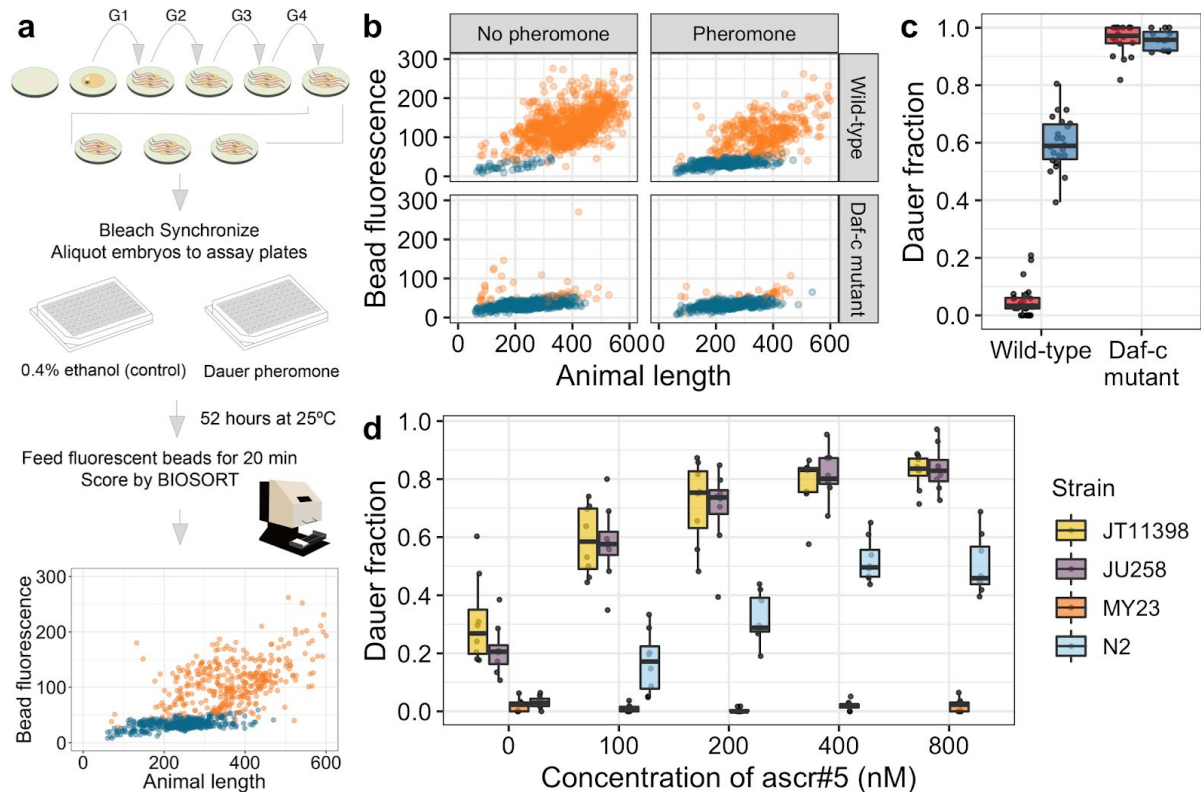 a
G1 G2 G3 G4
Bleach Synchronize
Aliquot embryos to assay plates
0.4% ethanol (control) Dauer pheromone
52 hours at 25ºC
Feed fluorescent beads for 20 min
Score by BIOSORT
Bead fluorescence
300
200
100
0
0 200 400 600
Animal length
b
No pheromone Pheromone
Bead fluorescence
300
200
100
0
Wild-type
300
200
100
0
Daf-c mutant
0 200 400 600 0 200 400 600
Animal length
c
Dauer fraction
1.0
0.8
0.6
0.4
0.2
0.0
Wild-type Daf-c
mutant
d
Dauer fraction
1.0
0.8
0.6
0.4
0.2
0.0
0 100 200 400 800
Concentration of ascr#5 (nM)
Strain
JT11398
JU258
MY23
N2